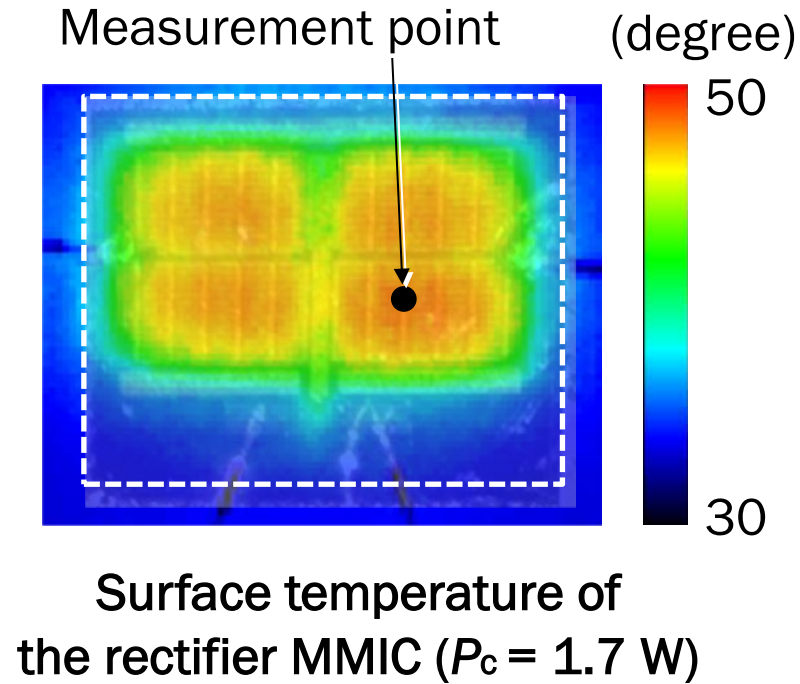 Measurement point
(degree)
50
30
Surface temperature of
the rectifier MMIC (Pc = 1.7 W)